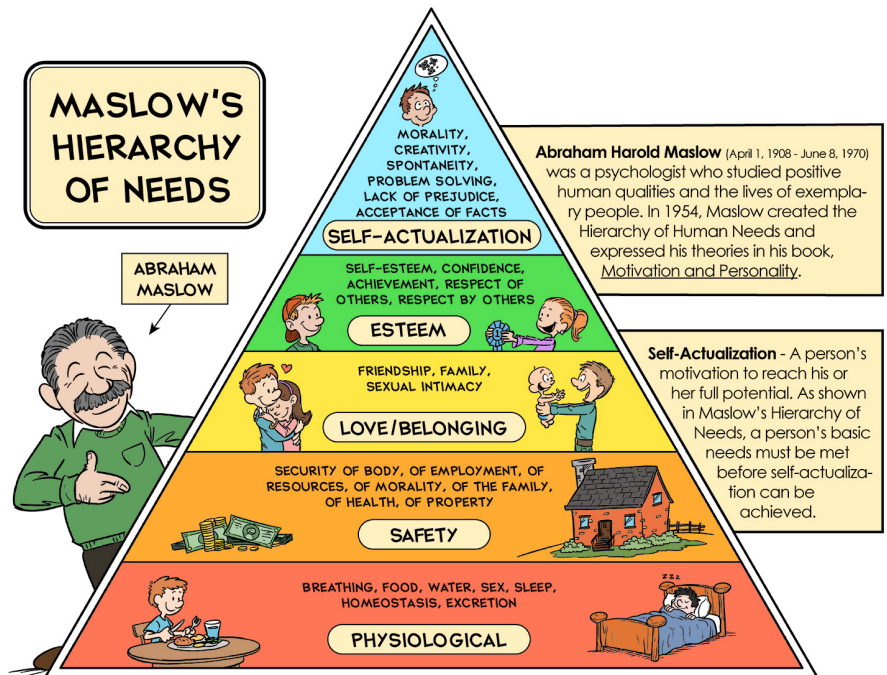 MASLOW'S
HIERARCHY
OF NEEDS
ABRAHAM
MASLOW
MORALITY,
CREATIVITY,
SPONTANEITY,
PROBLEM SOLVING,
LACK OF PREJUDICE,
ACCEPTANCE OF FACTS
SELF-ACTUALIZATION
SELF-ESTEEM, CONFIDENCE,
ACHIEVEMENT, RESPECT OF
OTHERS, RESPECT BY OTHERS
ESTEEM
1
FRIENDSHIP, FAMILY,
SEXUAL INTIMACY
LOVE/BELONGING
SECURITY OF BODY, OF EMPLOYMENT, OF
RESOURCES, OF MORALITY, OF THE FAMILY,
OF HEALTH, OF PROPERTY
SAFETY
BREATHING, FOOD, WATER, SEX, SLEEP,
HOMEOSTASIS, EXCRETION
PHYSIOLOGICAL
zzz
Abraham Harold Maslow (April 1, 1908 - June 8, 1970)
was a psychologist who studied positive
human qualities and the lives of exempla-
ry people. In 1954, Maslow created the
Hierarchy of Human Needs and
expressed his theories in his book,
Motivation and Personality.
Self-Actualization - A person's
motivation to reach his or
her full potential. As shown
in Maslow's Hierarchy of
Needs, a person's basic
needs must be met
before self-actualiza-
tion can be
achieved.